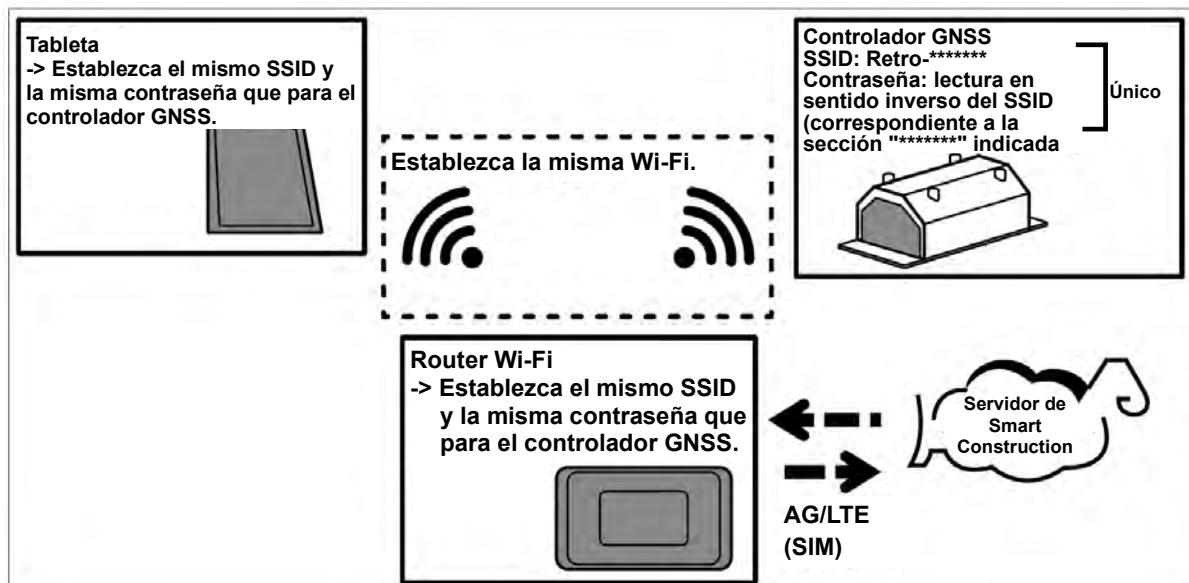 Tableta
-> Establezca el mismo SSID y
la misma contraseña que para el
controlador GNSS.
Establezca la misma Wi-Fi.
Controlador GNSS
SSID: Retro-*******
Contraseña: lectura en
sentido inverso del SSID
(correspondiente a la
sección "*******" indicada
Único
Router Wi-Fi
-> Establezca el mismo SSID
y la misma contraseña que
para el controlador GNSS.
Servidor de
Smart
Construction
AG/LTE
(SIM)